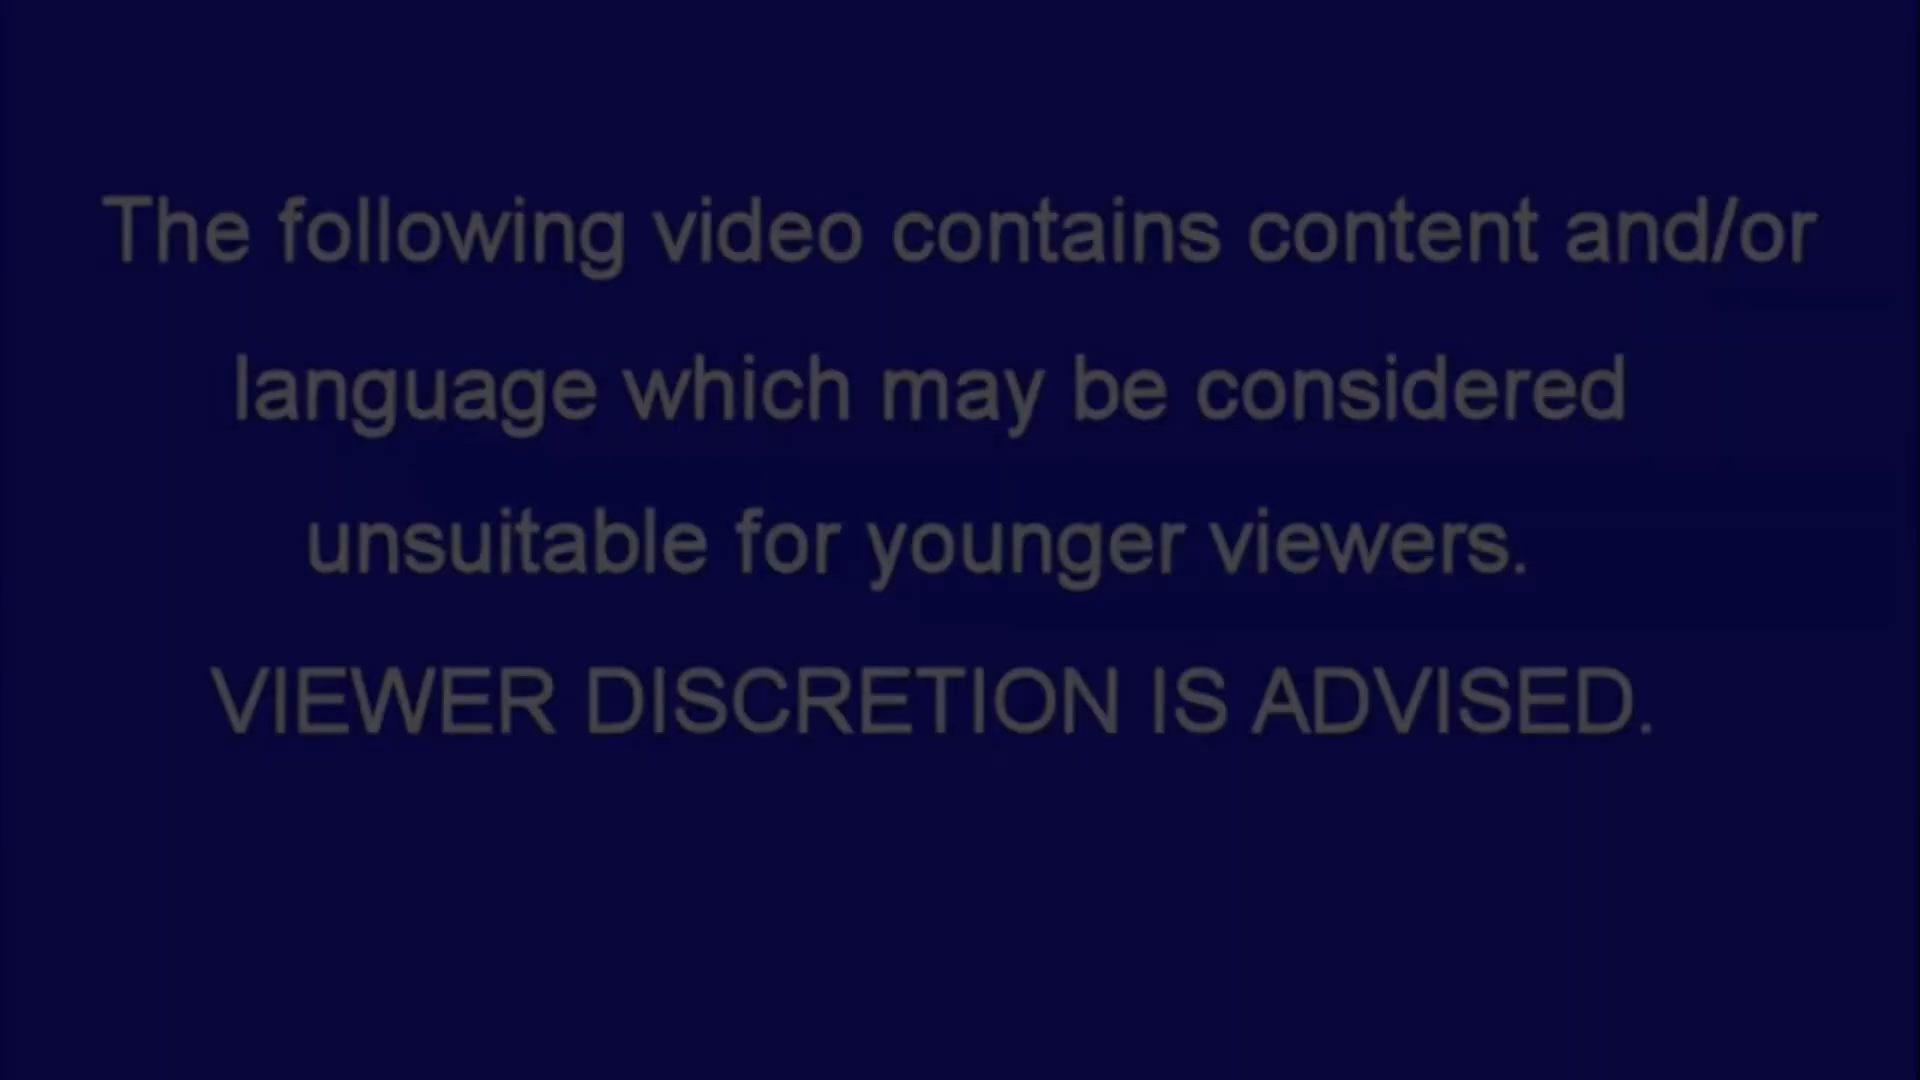 The following video contains content and/or
language which may be considered
unsuitable for younger viewers.
VIEWER DISCRETION IS ADVISED.